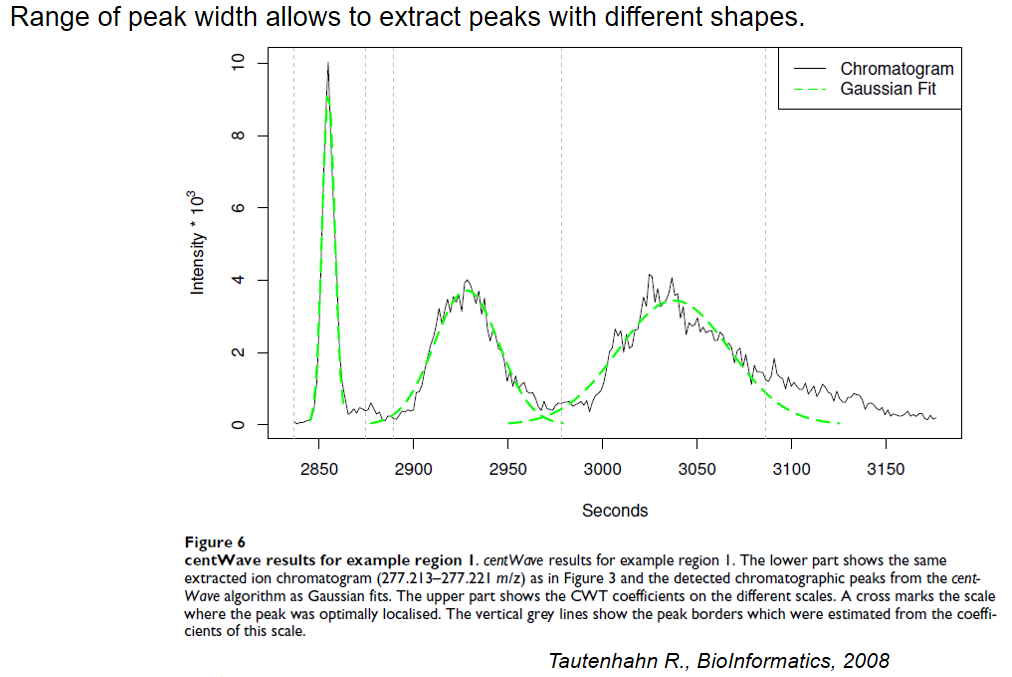 Range of peak width allows to extract peaks with different shapes.
Chromatogram
Gaussian Fit
Intensity * 10³
10
8
6
4
2
0
2850 2900 2950 3000 3050 3100 3150
Seconds
Figure 6
centWave results for example region 1. centWave results for example region 1. The lower part shows the same
extracted ion chromatogram (277.213–277.221 m/z) as in Figure 3 and the detected chromatographic peaks from the cent-
Wave algorithm as Gaussian fits. The upper part shows the CWT coefficients on the different scales. A cross marks the scale
where the peak was optimally localised. The vertical grey lines show the peak borders which were estimated from the coeffi-
cients of this scale.
Tautenhahn R., BioInformatics, 2008